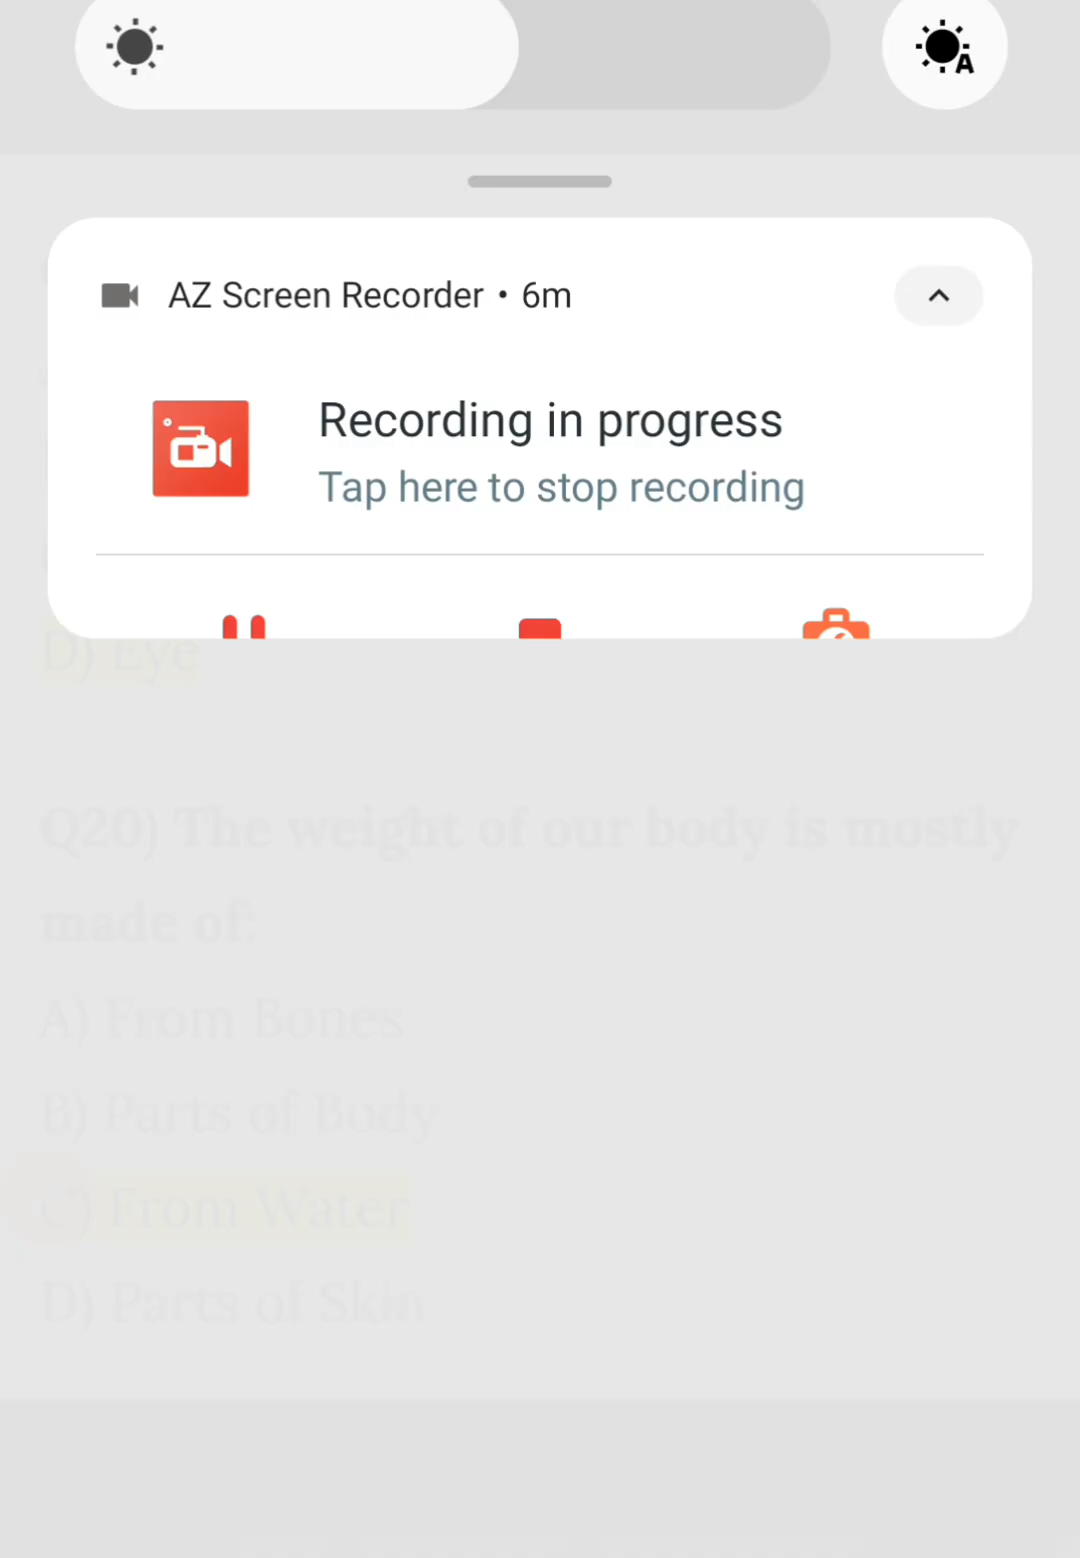 A
AZ Screen Recorder • 6m
Recording in progress
Tap here to stop recording
D) Eye
Q20) The weight of our body is mostly
made of:
A) From Bones
B) Parts of Body
C) From Water
D) Parts of Skin